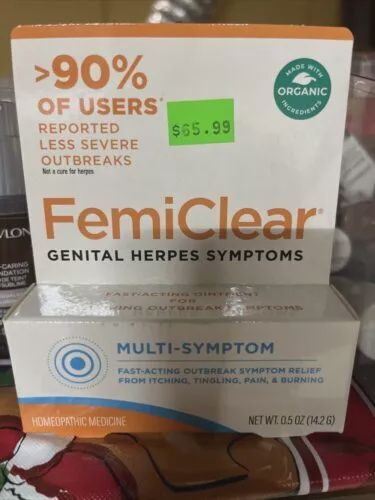 >90%
OF USERS*
REPORTED
LESS SEVERE
OUTBREAKS
Not a cure for herpes
$65.99
MADE WITH
ORGANIC
INGREDIENTS
FemiClear®
GENITAL HERPES SYMPTOMS
FAST-ACTING OINTMENT
FOR
OUTBREAK SYMPTOMS
MULTI-SYMPTOM
FAST-ACTING OUTBREAK SYMPTOM RELIEF
FROM ITCHING, TINGLING, PAIN, & BURNING
HOMEOPATHIC MEDICINE
NET WT. 0.5 OZ (14.2 G)